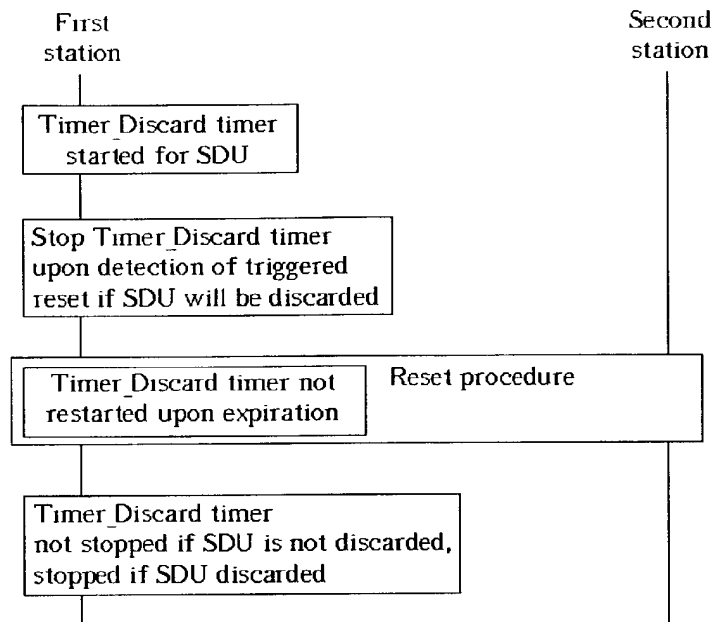 First
station
Second
station
Timer_Discard timer
started for SDU
Stop Timer_Discard timer
upon detection of triggered
reset if SDU will be discarded
Timer_Discard timer not
restarted upon expiration
Reset procedure
Timer_Discard timer
not stopped if SDU is not discarded,
stopped if SDU discarded